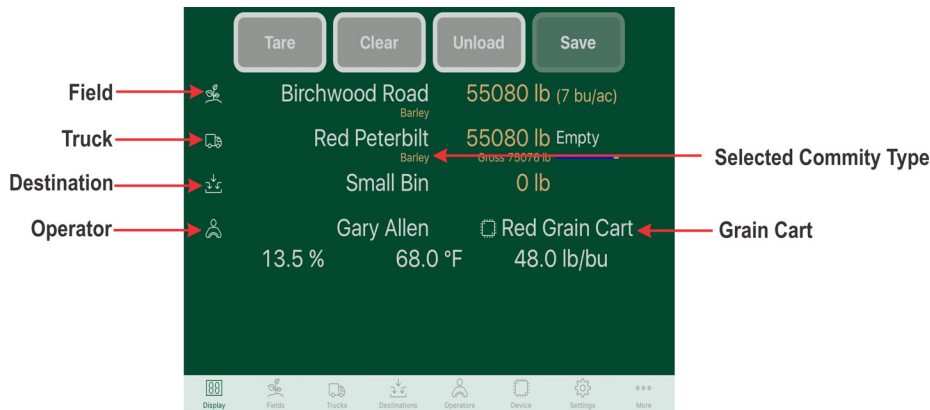 Tare Clear Unload Save
Field Birchwood Road 55080 lb (7 bu/ac)
Barley
Truck Red Peterbilt 55080 lb Empty
Barley Gross 75076 lb Selected Commity Type
Destination Small Bin 0 lb
Operator Gary Allen Red Grain Cart Grain Cart
13.5 % 68.0 °F 48.0 lb/bu
Display Fields Trucks Destinations Operators Device Settings More